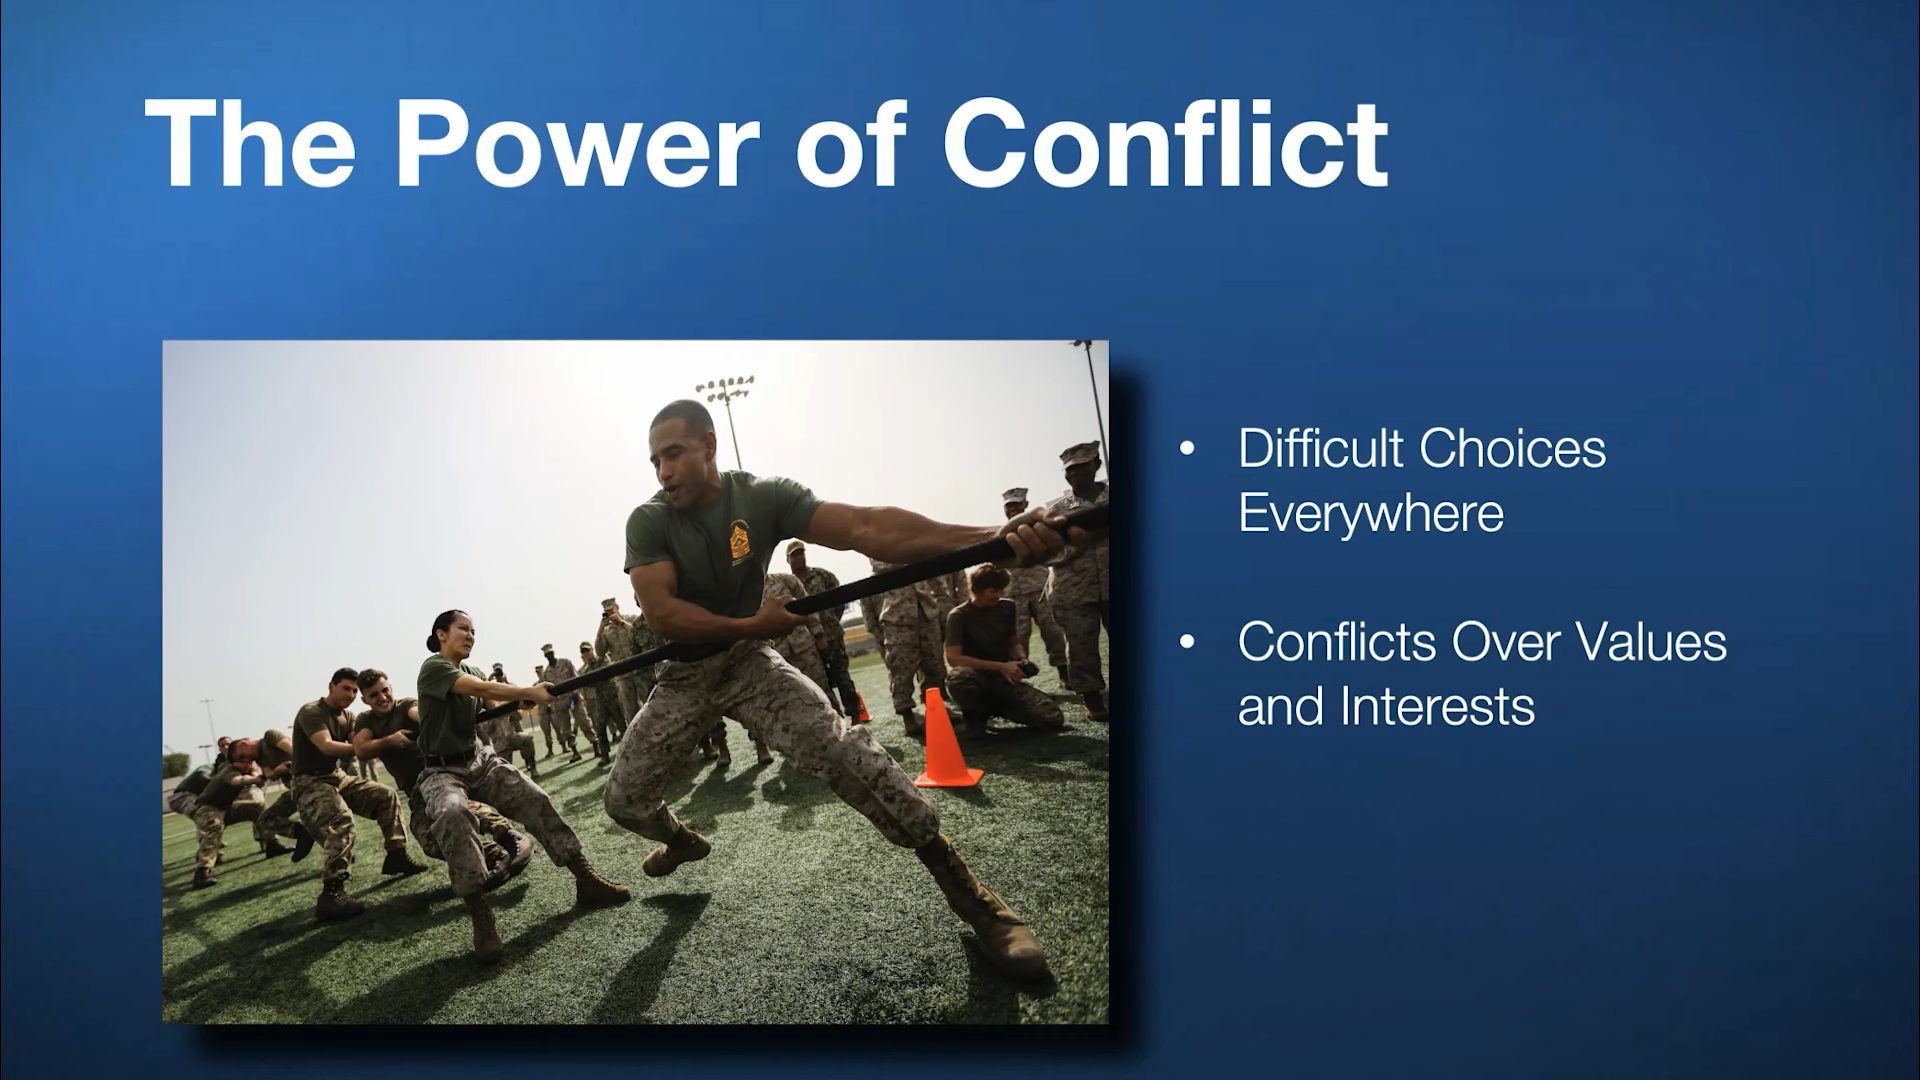 The Power of Conflict
• Difficult Choices
Everywhere
• Conflicts Over Values
and Interests